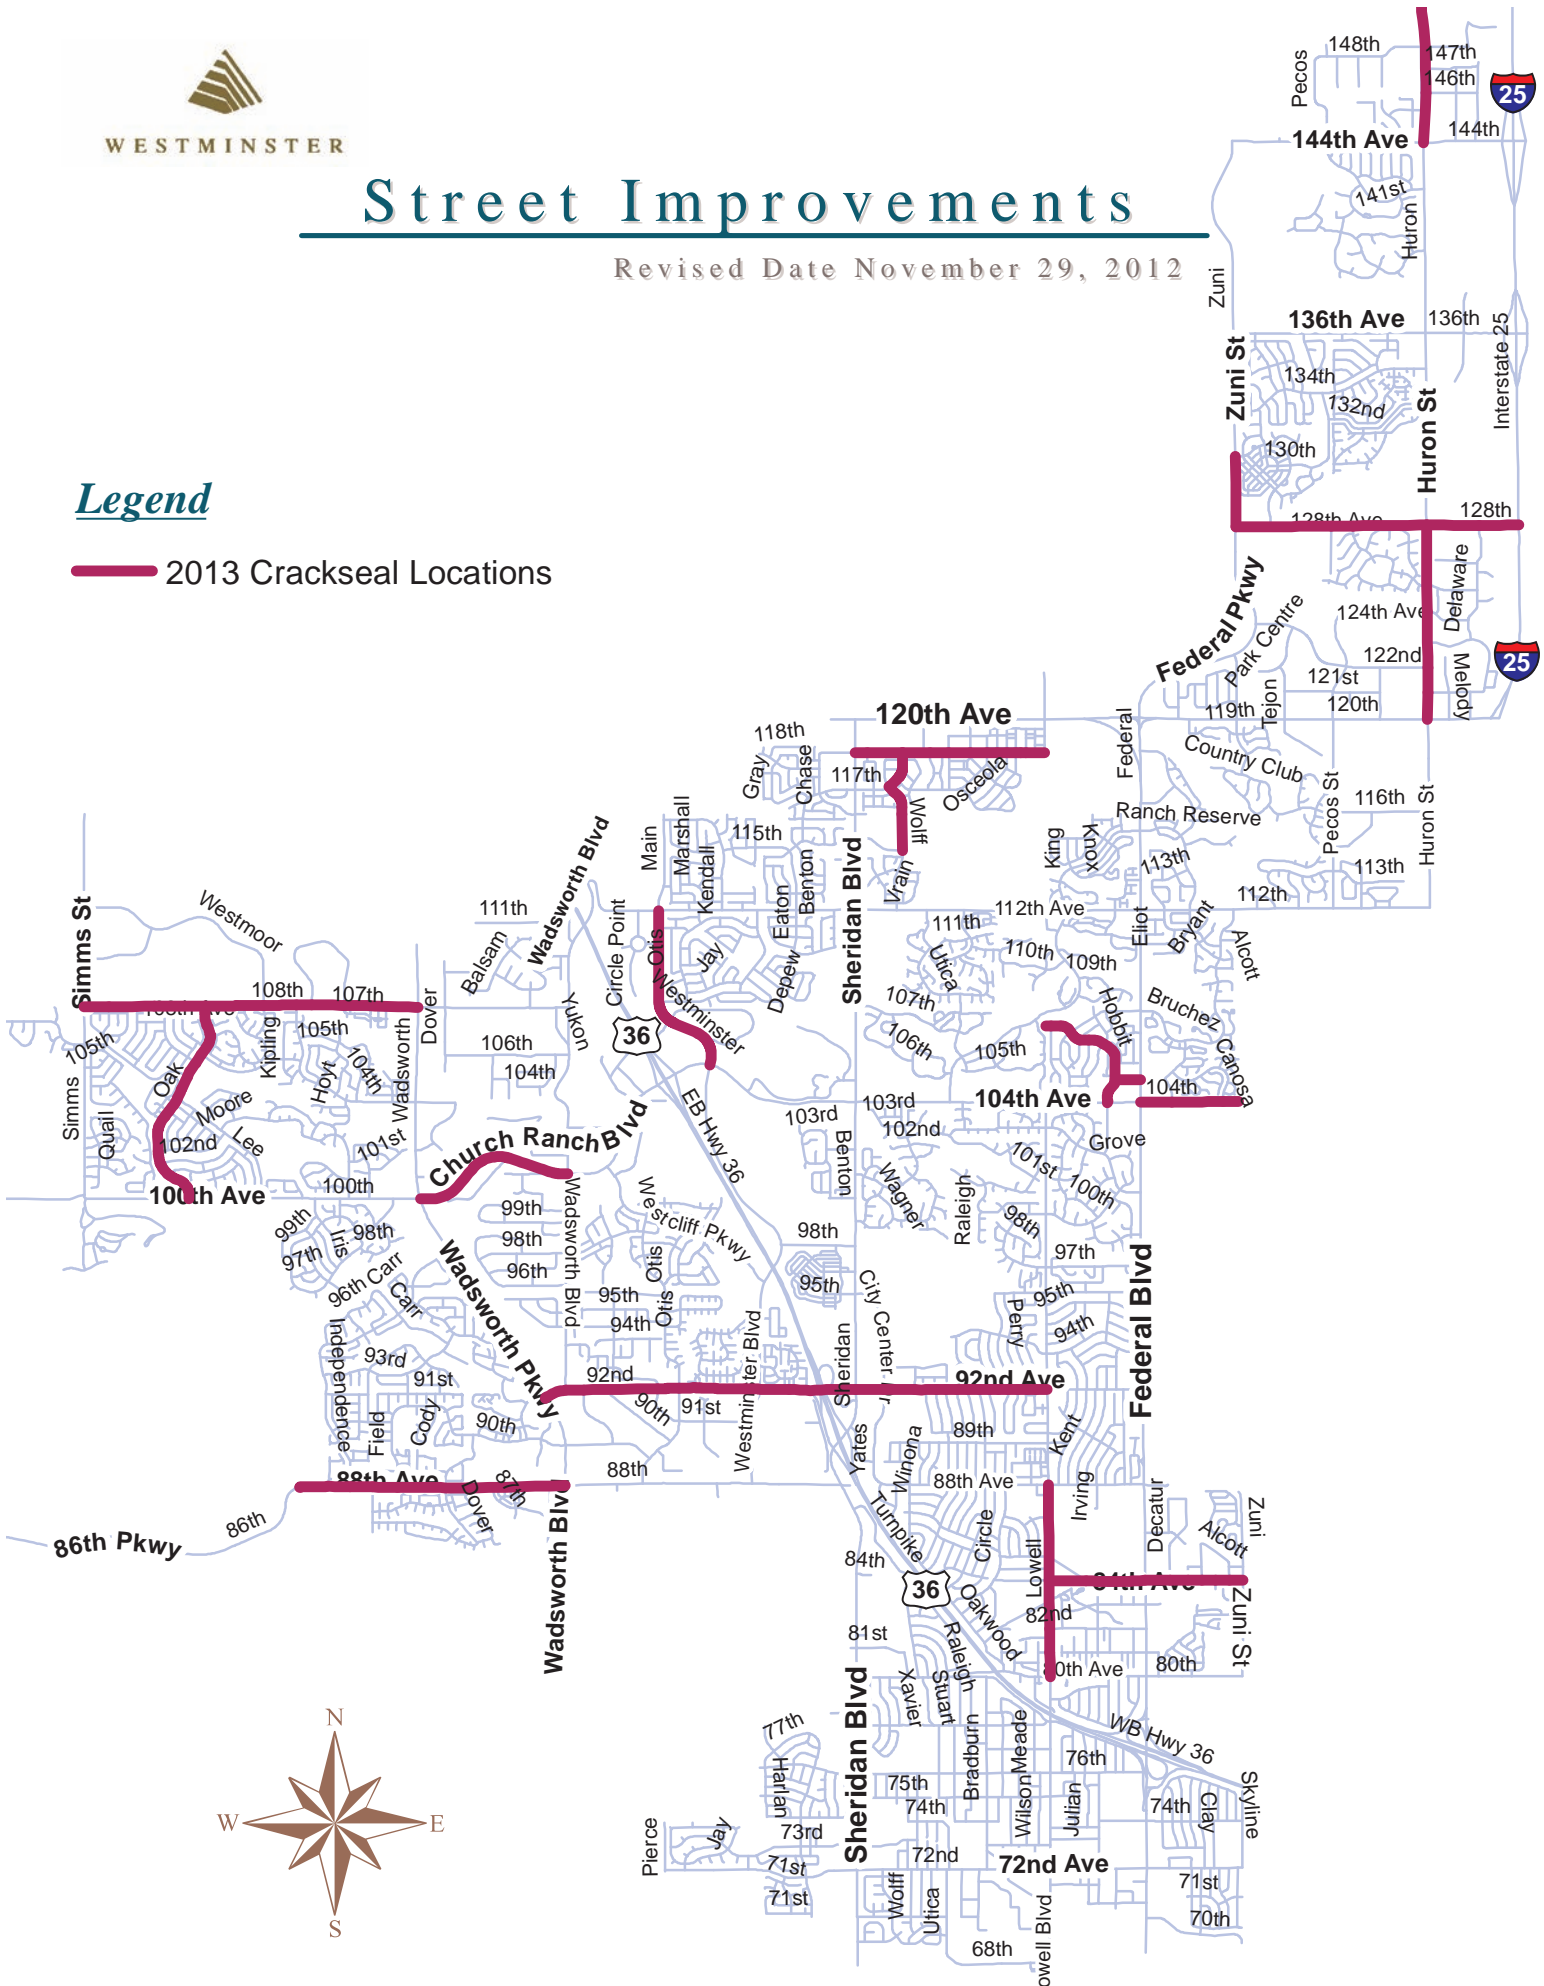 WESTMINSTER
Street Improvements
Revised Date November 29, 2012
Legend
2013 Crackseal Locations
148th
147th
146th
Pecos
25
144th Ave
144th
141st
Huron
Zuni
136th Ave
136th
Interstate 25
Zuni St
134th
132nd
Huron St
130th
128th Ave
128th
Federal Pkwy
Park Centre
124th Ave
Delaware
122nd
121st
120th
119th
Tejon
Melody
25
120th Ave
118th
Gray
Chase
117th
Osceola
Wolff
Federal
Country Club
Pecos St
116th
Huron St
Ranch Reserve
Main
Marshall
Kendall
115th
Benton
Eaton
Sheridan Blvd
Vrain
King
Knox
113th
113th
112th
Wadsworth Blvd
111th
Circle Point
Otis
Jay
Depew
111th
112th Ave
110th
109th
Eliot
Bryant
Alcott
Simms St
Westmoor
Balsam
Utica
108th
107th
Dover
Yukon
36
Westminster
107th
106th
105th
Hobbit
Bruchez
Canosa
105th
Kipling
105th
104th
Hoyt
Wadsworth
106th
104th
Simms
Quail
Oak
Moore
Lee
102nd
101st
Church Ranch Blvd
EB Hwy 36
103rd
103rd
102nd
104th Ave
104th
Grove
Benton
Wagner
Raleigh
101st
100th
100th Ave
100th
99th
98th
97th
Iris
96th
Carr
Carr
99th
98th
96th
Wadsworth Blvd
Westcliff Pkwy
98th
98th
97th
Wadsworth Pkwy
95th
94th
Otis
Otis
95th
City Center Dr
Perry
95th
94th
Federal Blvd
Independence
93rd
91st
Field
Cody
90th
92nd
90th
91st
Westminster Blvd
Sheridan
92nd Ave
Yates
Winona
89th
Kent
88th Ave
Dover
87th
88th
88th Ave
Irving
Decatur
Zuni
Alcott
86th Pkwy
86th
Wadsworth Blvd
Turnpike
84th
Circle
Lowell
84th Ave
36
Oakwood
82nd
Zuni St
81st
Raleigh
Stuart
Xavier
80th Ave
80th
Sheridan Blvd
77th
Harlan
Bradburn
Meade
Wilson
WB Hwy 36
76th
75th
74th
Julian
74th
Clay
Skyline
Pierce
Jay
73rd
71st
71st
72nd
72nd Ave
Wolff
Utica
71st
70th
68th
owell Blvd
N
W
E
S